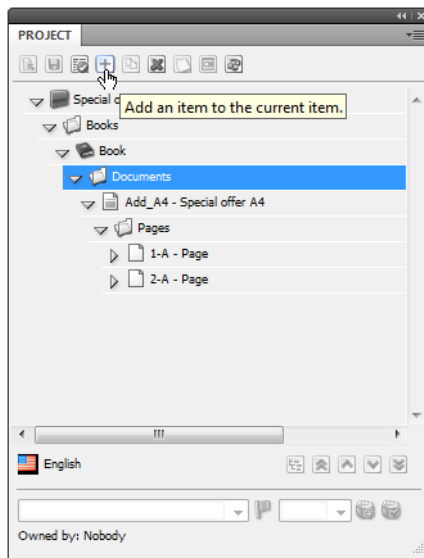 PROJECT
Special o
Add an item to the current item.
Books
Book
Documents
Add_A4 - Special offer A4
Pages
1-A - Page
2-A - Page
English
Owned by: Nobody